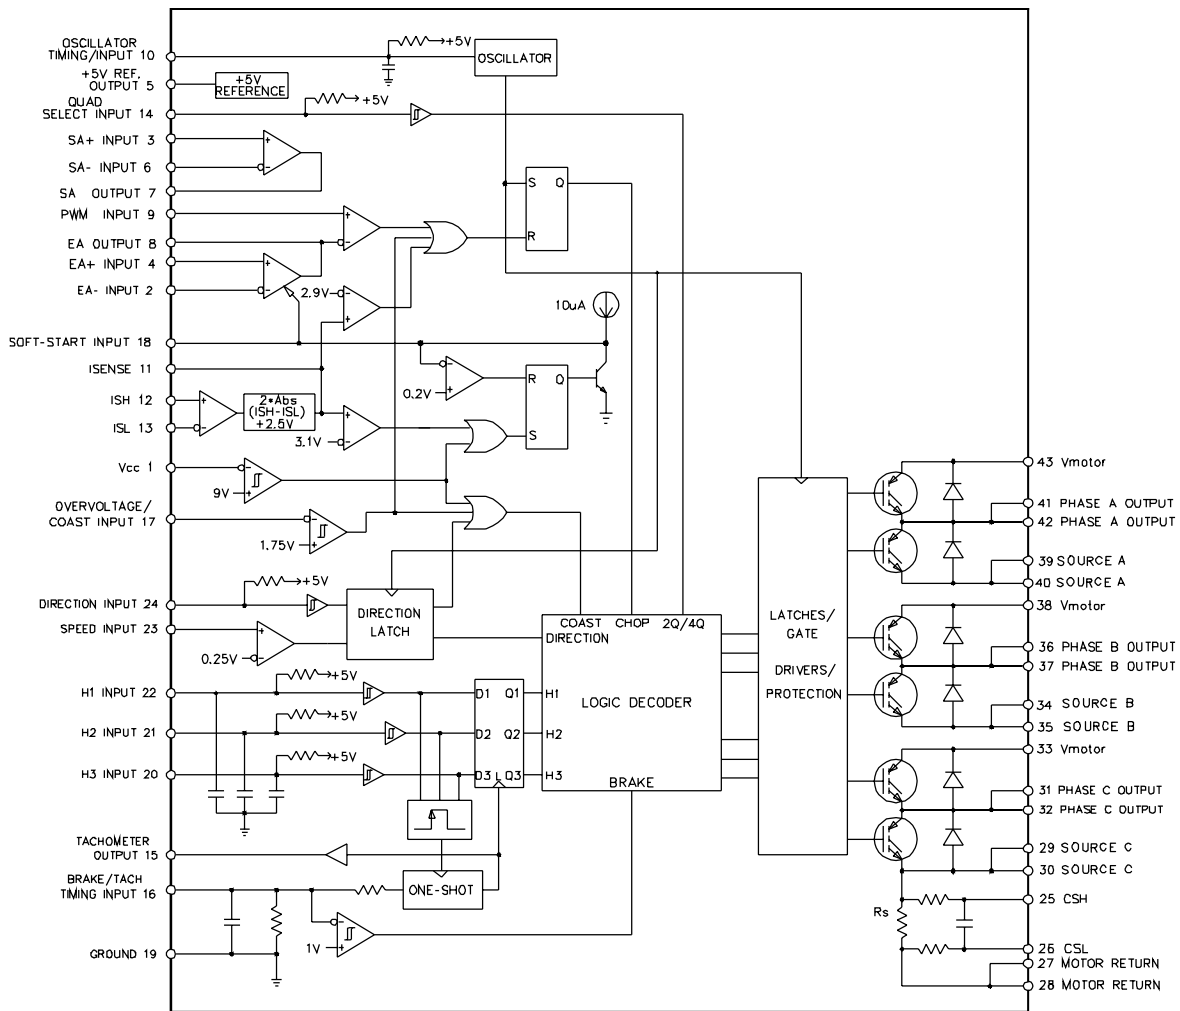 OSCILLATOR
TIMING/INPUT 10
+5V REF.
OUTPUT 5
QUAD
SELECT INPUT 14
SA+ INPUT 3
SA- INPUT 6
SA OUTPUT 7
PWM INPUT 9
EA OUTPUT 8
EA+ INPUT 4
EA- INPUT 2
SOFT-START INPUT 18
ISENSE 11
ISH 12
ISL 13
Vcc 1
OVERVOLTAGE/
COAST INPUT 17
DIRECTION INPUT 24
SPEED INPUT 23
H1 INPUT 22
H2 INPUT 21
H3 INPUT 20
TACHOMETER
OUTPUT 15
BRAKE/TACH
TIMING INPUT 16
GROUND 19
+5V
OSCILLATOR
+5V
REFERENCE
+5V
+
-
S Q
R
+
-
+
-
2.9V
-
+
10uA
-
+
0.2V
R Q
S
+
-
2*Abs
(ISH-ISL)
+2.5V
+
-
3.1V
-
+
9V
-
+
1.75V
+5V
DIRECTION
LATCH
+
-
0.25V
COAST CHOP 2Q/4Q
DIRECTION
LOGIC DECODER
H1
H2
H3
BRAKE
+5V
+5V
+5V
D1 Q1
D2 Q2
D3 L Q3
ONE-SHOT
-
+
1V
LATCHES/
GATE
DRIVERS/
PROTECTION
43 Vmotor
41 PHASE A OUTPUT
42 PHASE A OUTPUT
39 SOURCE A
40 SOURCE A
38 Vmotor
36 PHASE B OUTPUT
37 PHASE B OUTPUT
34 SOURCE B
35 SOURCE B
33 Vmotor
31 PHASE C OUTPUT
32 PHASE C OUTPUT
29 SOURCE C
30 SOURCE C
Rs
25 CSH
26 CSL
27 MOTOR RETURN
28 MOTOR RETURN